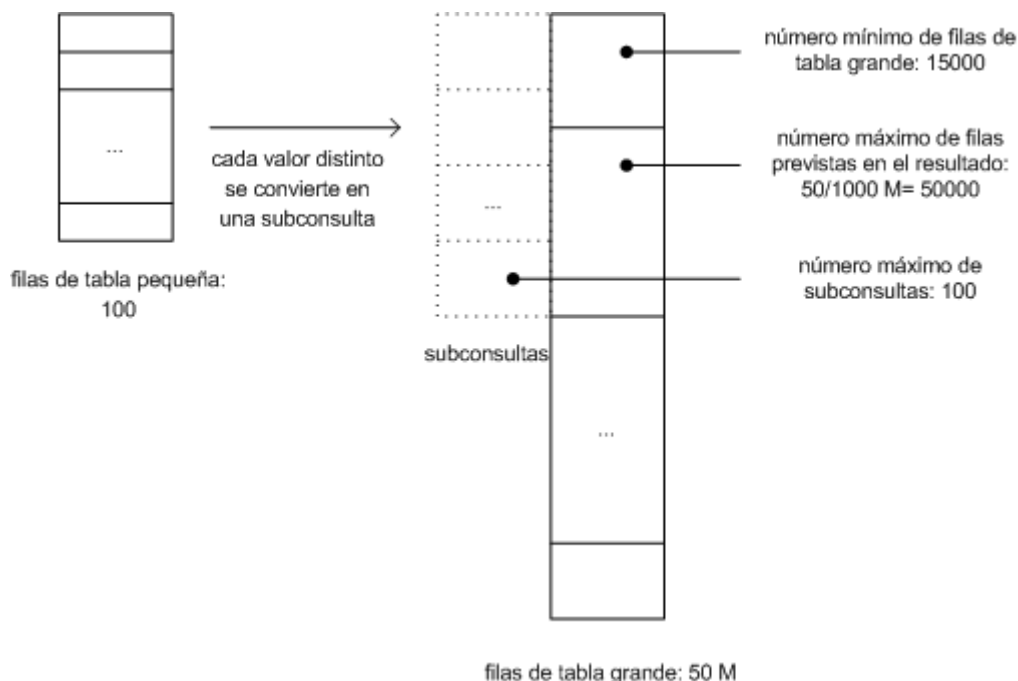 número mínimo de filas de
tabla grande: 15000
número máximo de filas
previstas en el resultado:
50/1000 M= 50000
...
cada valor distinto
se convierte en
una subconsulta
...
número máximo de
subconsultas: 100
filas de tabla pequeña:
100
subconsultas
...
filas de tabla grande: 50 M